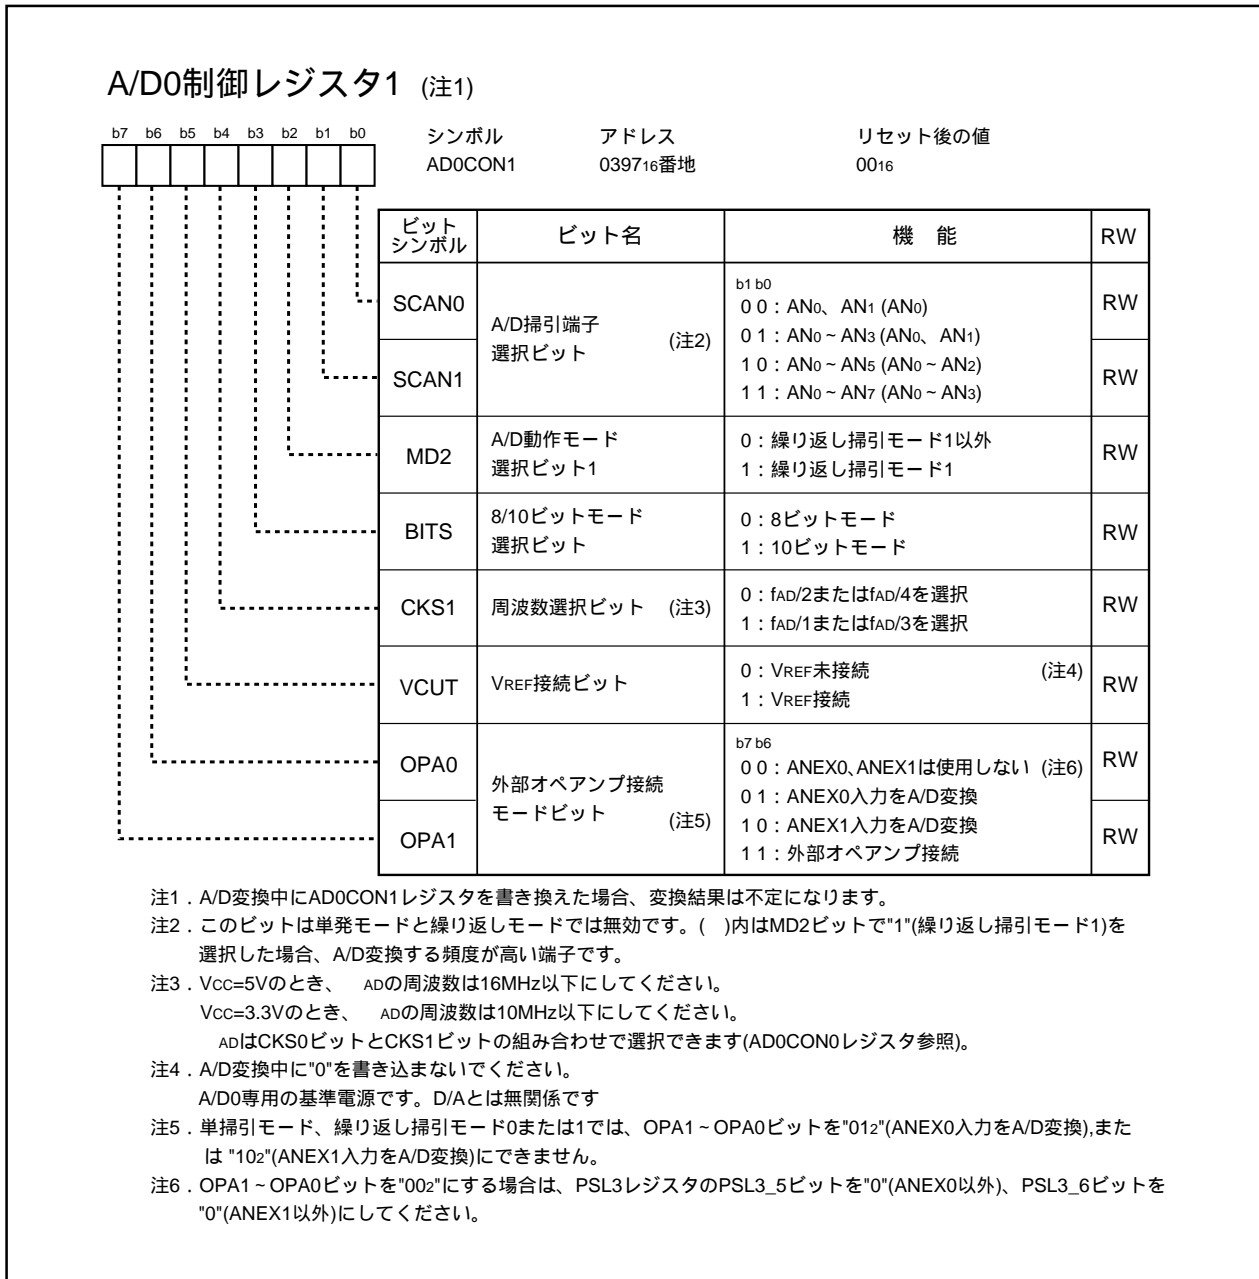 A/D0制御レジスタ1 (注1)
b7 b6 b5 b4 b3 b2 b1 b0
シンボル アドレス リセット後の値
AD0CON1 039716番地 0016
ビット
シンボル ビット名 機 能 RW
SCAN0 RW
SCAN1 RW
A/D掃引端子
選択ビット (注2)
b1 b0
0 0 : AN0、AN1 (AN0)
0 1 : AN0 ~ AN3 (AN0、AN1)
1 0 : AN0 ~ AN5 (AN0 ~ AN2)
1 1 : AN0 ~ AN7 (AN0 ~ AN3)
MD2 RW
A/D動作モード
選択ビット1
0 : 繰り返し掃引モード1以外
1 : 繰り返し掃引モード1
BITS RW
8/10ビットモード
選択ビット
0 : 8ビットモード
1 : 10ビットモード
CKS1 周波数選択ビット (注3) RW
0 : fAD/2またはfAD/4を選択
1 : fAD/1またはfAD/3を選択
VCUT VREF接続ビット RW
0 : VREF未接続 (注4)
1 : VREF接続
OPA0 RW
OPA1 RW
外部オペアンプ接続
モードビット (注5)
b7 b6
0 0 : ANEX0、ANEX1は使用しない (注6)
0 1 : ANEX0入力をA/D変換
1 0 : ANEX1入力をA/D変換
1 1 : 外部オペアンプ接続
注1．A/D変換中にAD0CON1レジスタを書き換えた場合、変換結果は不定になります。
注2．このビットは単発モードと繰り返しモードでは無効です。( )内はMD2ビットで"1"(繰り返し掃引モード1)を
選択した場合、A/D変換する頻度が高い端子です。
注3．VCC=5Vのとき、 ADの周波数は16MHz以下にしてください。
VCC=3.3Vのとき、 ADの周波数は10MHz以下にしてください。
ADはCKS0ビットとCKS1ビットの組み合わせで選択できます(AD0CON0レジスタ参照)。
注4．A/D変換中に"0"を書き込まないでください。
A/D0専用の基準電源です。D/Aとは無関係です
注5．単掃引モード、繰り返し掃引モード0または1では、OPA1 ~ OPA0ビットを"012"(ANEX0入力をA/D変換),また
は "102"(ANEX1入力をA/D変換)にできません。
注6．OPA1 ~ OPA0ビットを"002"にする場合は、PSL3レジスタのPSL3_5ビットを"0"(ANEX0以外)、PSL3_6ビットを
"0"(ANEX1以外)にしてください。